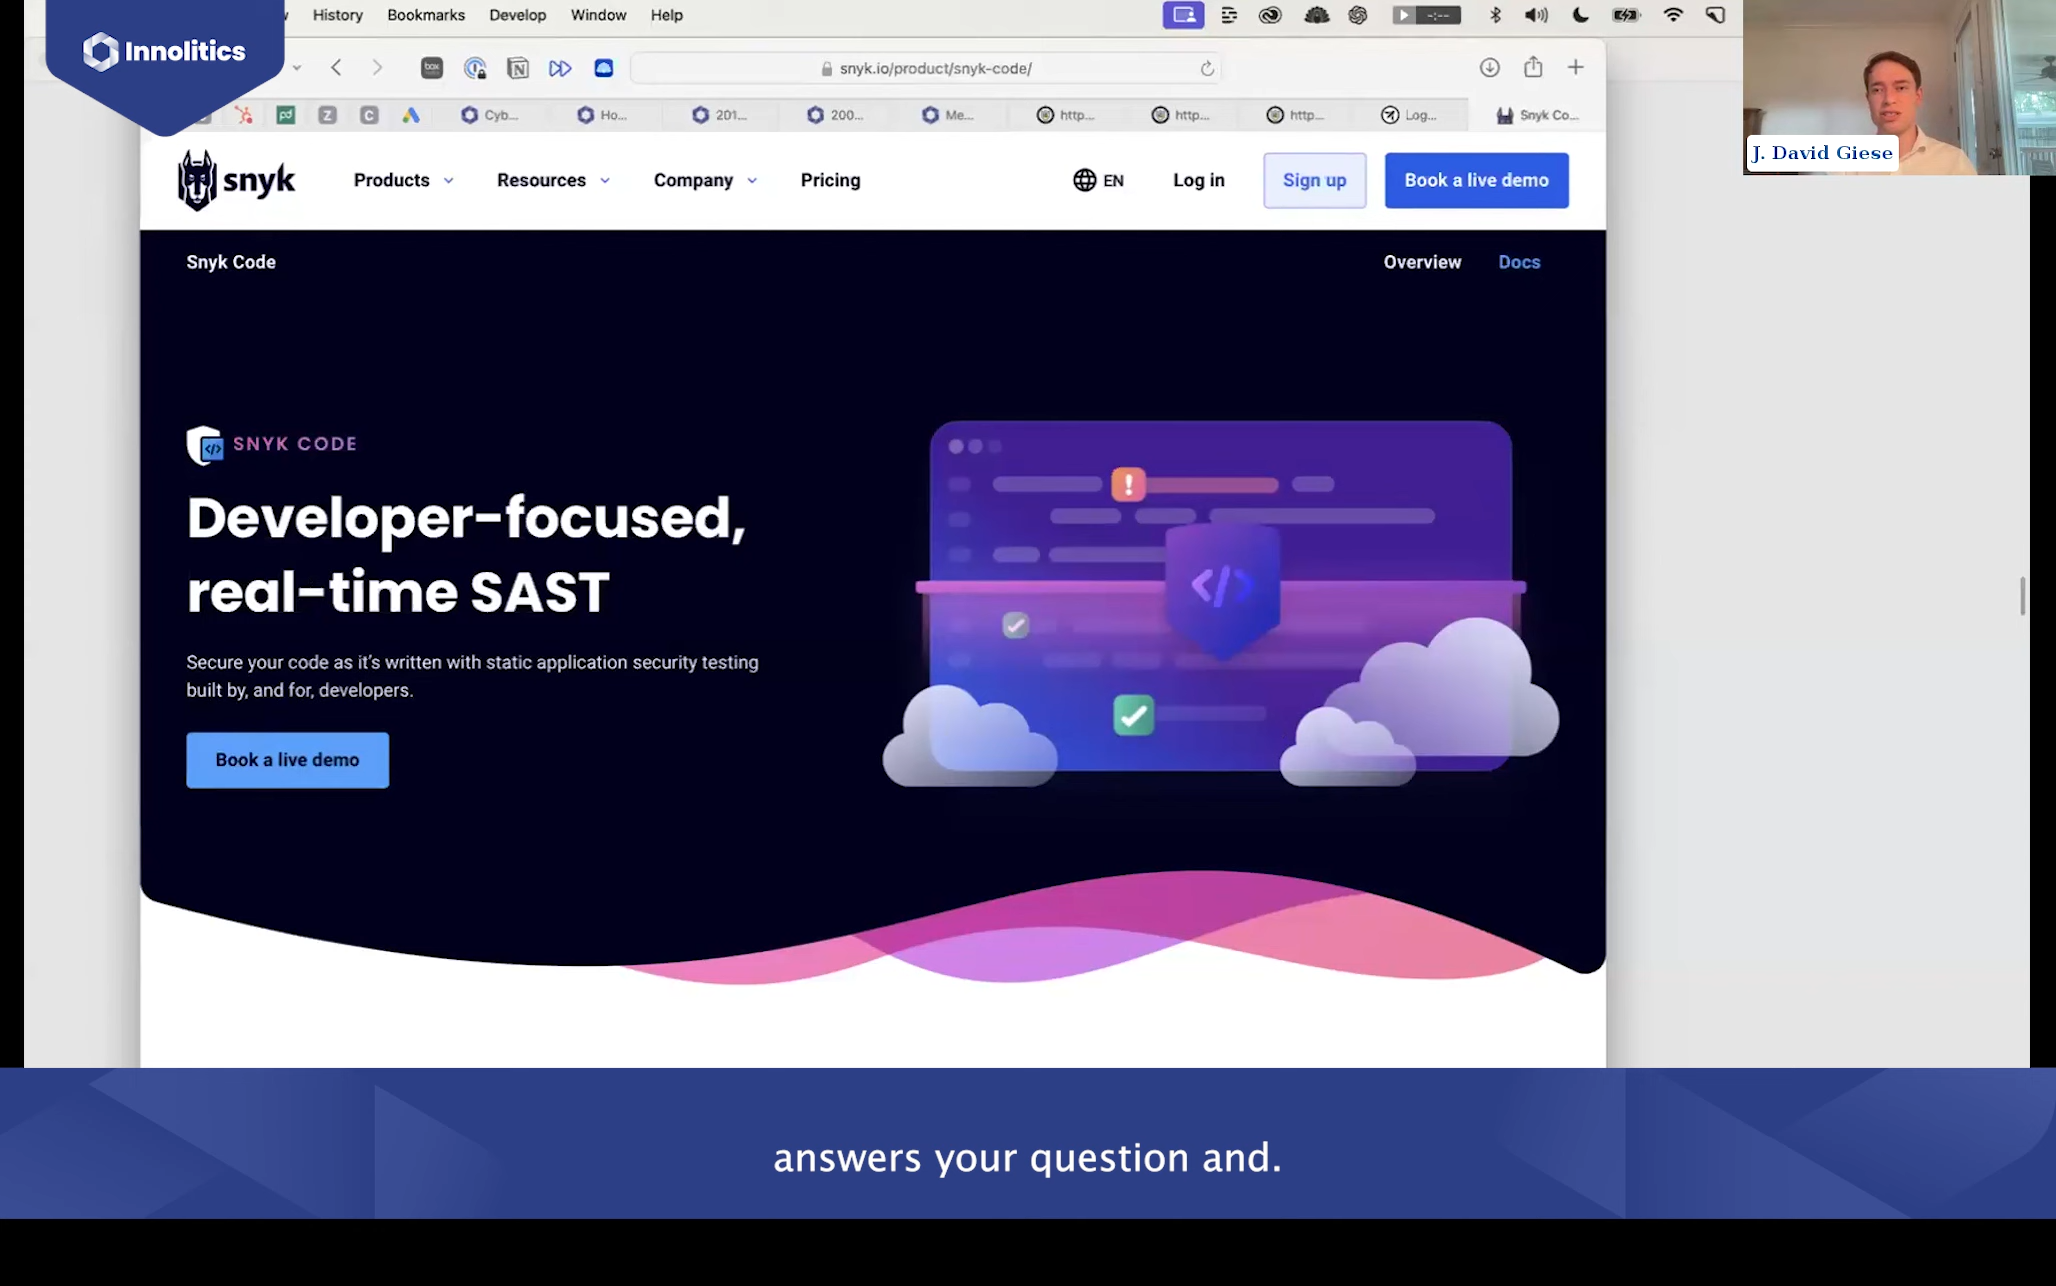 History Bookmarks Develop Window Help
Innolitics
snyk.io/product/snyk-code/
box
pd Z C Cyb... Ho... 201... 200... Me... http... http... http... Log... Snyk Co...
J. David Giese
snyk Products Resources Company Pricing EN Log in Sign up Book a live demo
Snyk Code Overview Docs
SNYK CODE
Developer-focused,
real-time SAST
Secure your code as it's written with static application security testing
built by, and for, developers.
Book a live demo
answers your question and.